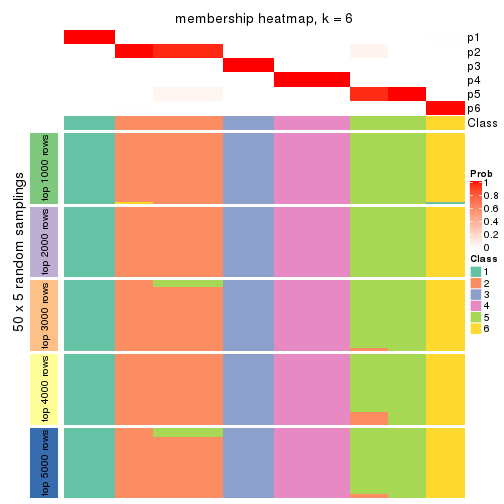 membership heatmap, k = 6
p1
p2
p3
p4
p5
p6
Class
50 x 5 random samplings
top 1000 rows
top 2000 rows
top 3000 rows
top 4000 rows
top 5000 rows
Prob
1
0.8
0.6
0.4
0.2
0
Class
1
2
3
4
5
6